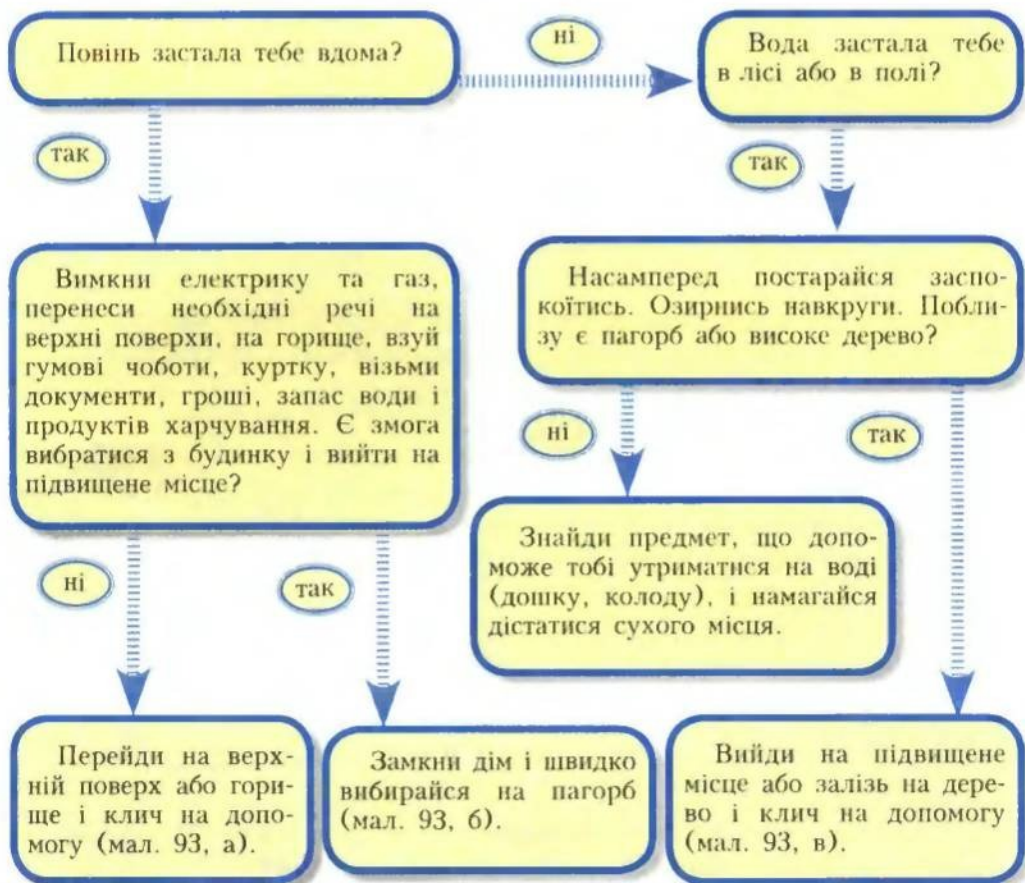 Повінь застала тебе вдома?
ні
Вода застала тебе
в лісі або в полі?
так
так
Вимкни електрику та газ,
перенеси необхідні речі на
верхні поверхи, на горище, взуй
гумові чоботи, куртку, візьми
документи, гроші, запас води і
продуктів харчування. Є змога
вибратися з будинку і вийти на
підвищене місце?
Насамперед постарайся заспо-
коїтись. Озирнись навкруги. Побли-
зу є пагорб або високе дерево?
ні
так
Знайди предмет, що допо-
може тобі утриматися на воді
(дошку, колоду), і намагайся
дістатися сухого місця.
ні
так
Перейди на верх-
ній поверх або гори-
ще і клич на допо-
могу (мал. 93, а).
Замкни дім і швидко
вибирайся на пагорб
(мал. 93, б).
Вийди на підвищене
місце або залізь на дере-
во і клич на допомогу
(мал. 93, в).